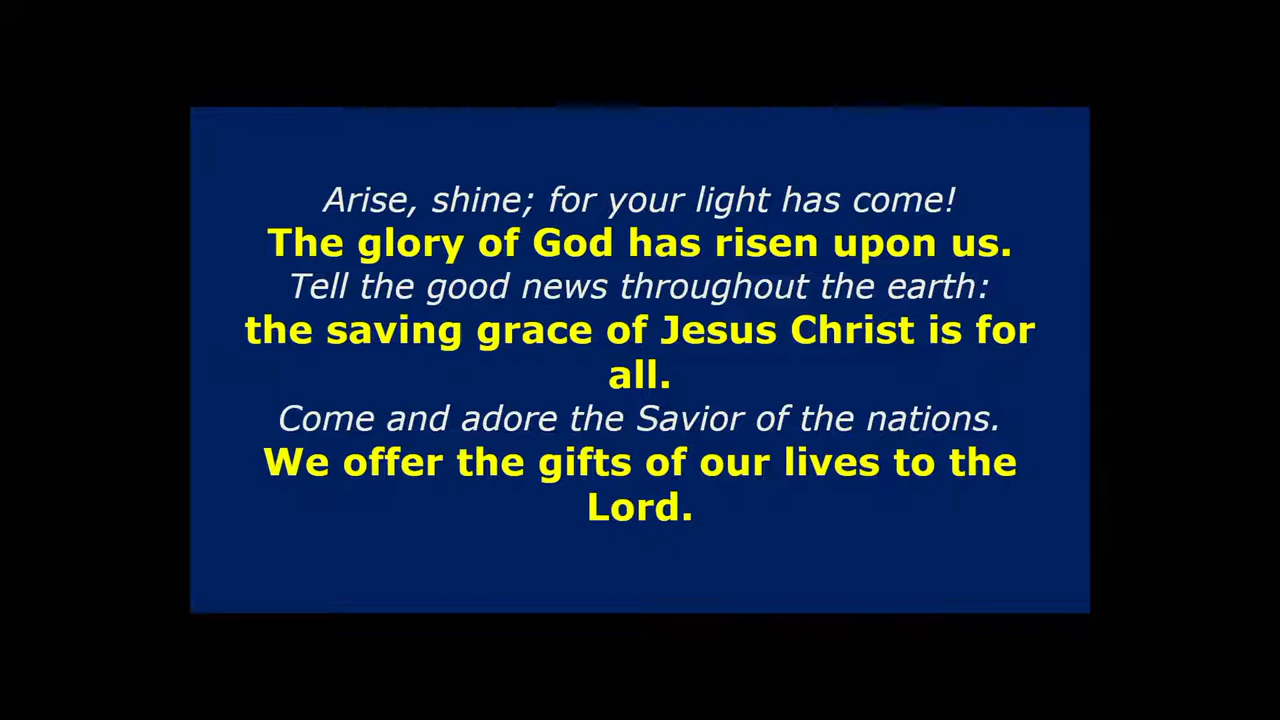 Arise, shine; for your light has come!
The glory of God has risen upon us.
Tell the good news throughout the earth:
the saving grace of Jesus Christ is for
all.
Come and adore the Savior of the nations.
We offer the gifts of our lives to the
Lord.